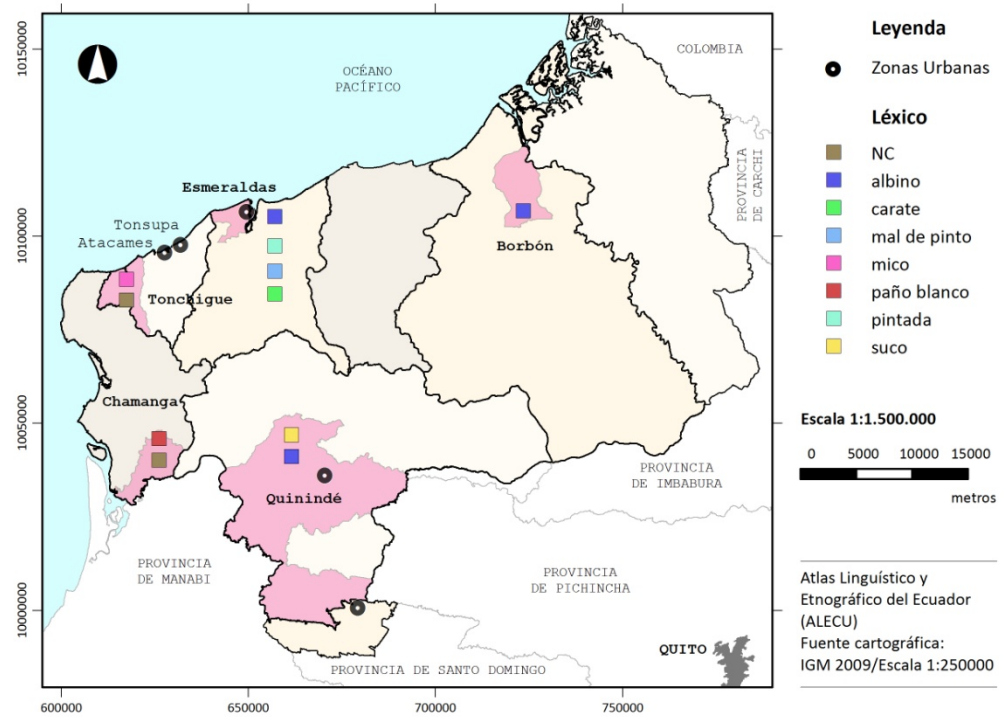 10150000
10100000
10050000
10000000
600000
650000
700000
750000
OCÉANO
PACÍFICO
COLOMBIA
PROVINCIA
DE CARCHI
Esmeraldas
Tonsupa
Atacames
Tonchigue
Borbón
Chamanga
Quinindé
PROVINCIA
DE IMBABURA
PROVINCIA
DE MANABI
PROVINCIA
DE PICHINCHA
QUITO
PROVINCIA DE SANTO DOMINGO
Leyenda
Zonas Urbanas
Léxico
NC
albino
carate
mal de pinto
mico
paño blanco
pintada
suco
Escala 1:1.500.000
0 5000 10000 15000
metros
Atlas Linguístico y
Etnográfico del Ecuador
(ALECU)
Fuente cartográfica:
IGM 2009/Escala 1:250000